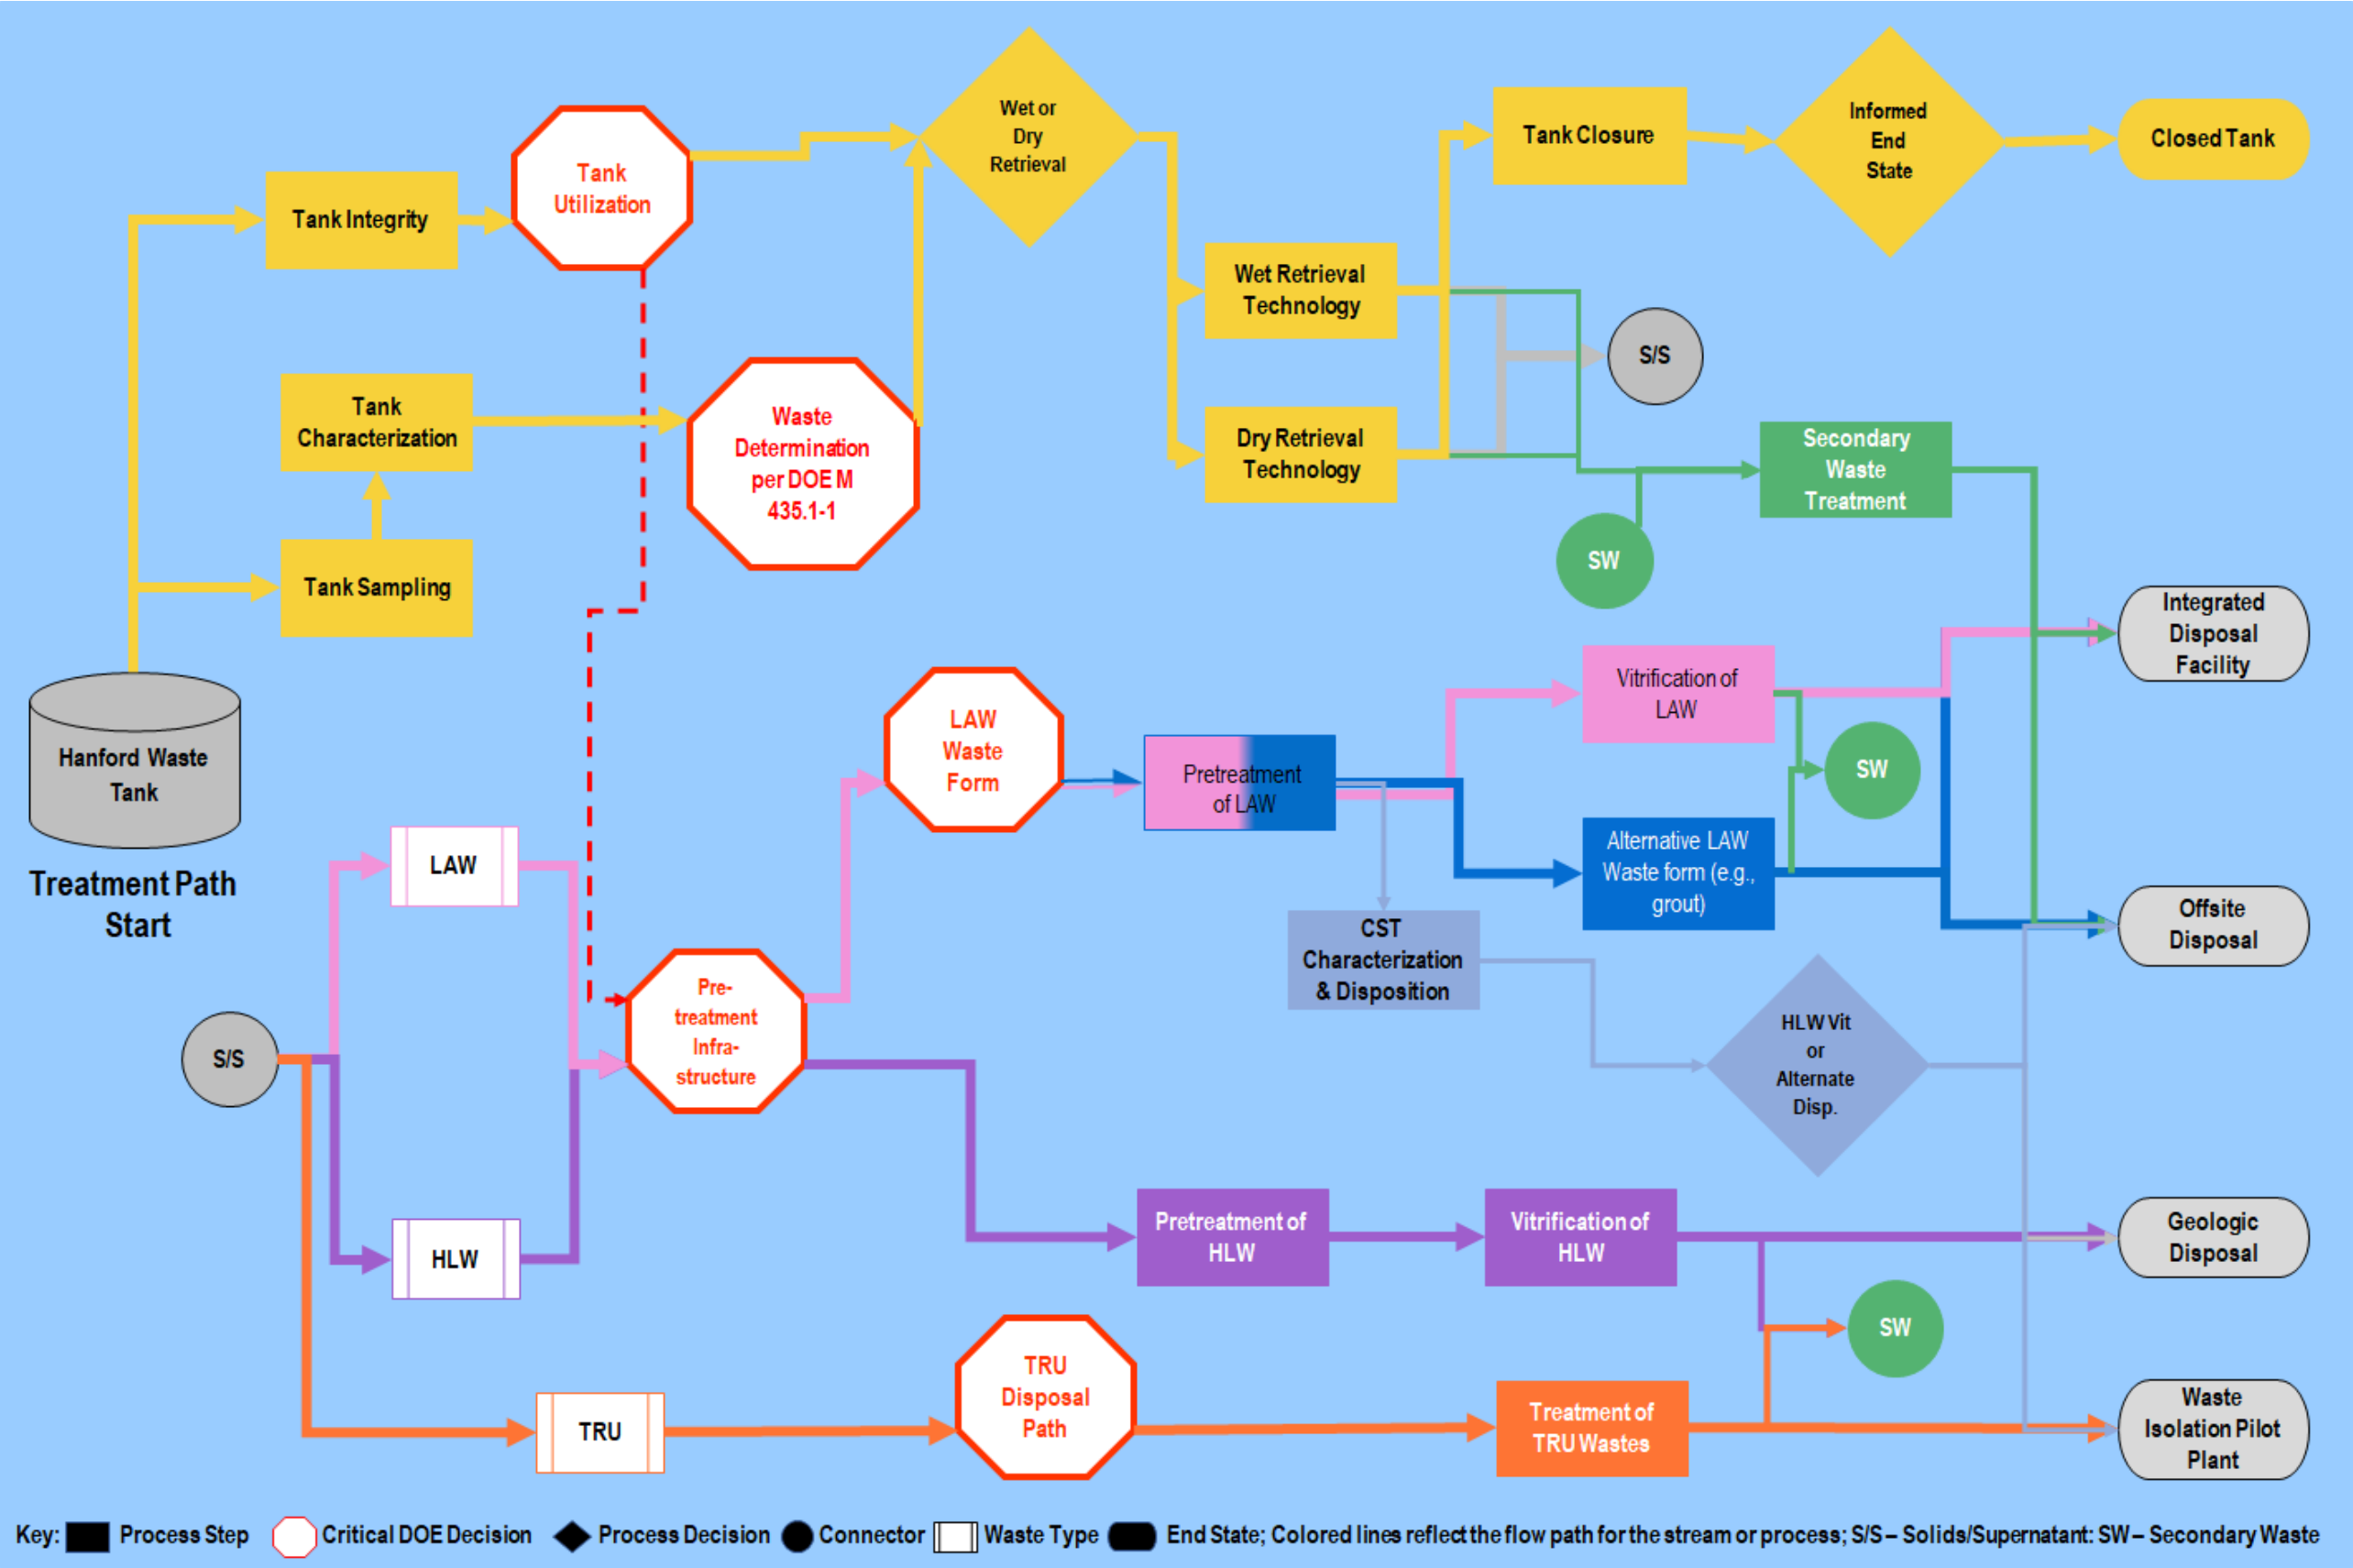 Wet or
Dry
Retrieval
Tank Closure
Informed
End
State
Closed Tank
Tank
Utilization
Tank Integrity
Wet Retrieval
Technology
S/S
Tank
Characterization
Waste
Determination
per DOE M
435.1-1
Dry Retrieval
Technology
Secondary
Waste
Treatment
SW
Tank Sampling
Integrated
Disposal
Facility
Hanford Waste
Tank
Treatment Path
Start
LAW
Waste
Form
Pretreatment
of LAW
Vitrification of
LAW
SW
Alternative LAW
Waste form (e.g.,
grout)
LAW
CST
Characterization
& Disposition
Offsite
Disposal
S/S
Pre-
treatment
Infra-
structure
HLW Vit
or
Alternate
Disp.
HLW
Pretreatment of
HLW
Vitrification of
HLW
Geologic
Disposal
SW
TRU
TRU
Disposal
Path
Treatment of
TRU Wastes
Waste
Isolation Pilot
Plant
Key: Process Step Critical DOE Decision Process Decision Connector Waste Type End State; Colored lines reflect the flow path for the stream or process; S/S – Solids/Supernatant: SW – Secondary Waste